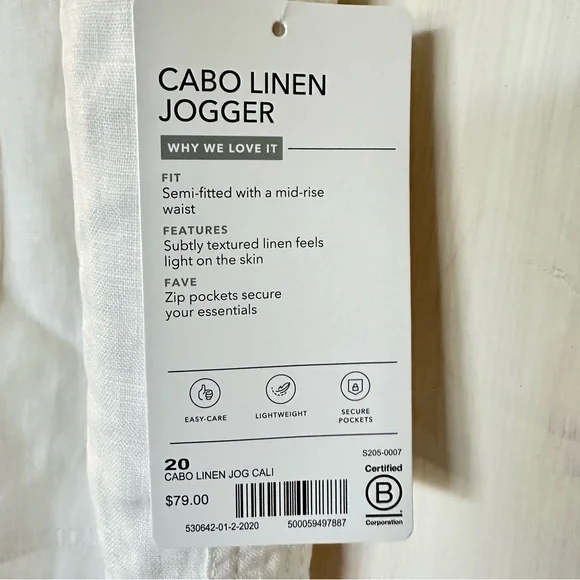 CABO LINEN
JOGGER
WHY WE LOVE IT
FIT
Semi-fitted with a mid-rise
waist
FEATURES
Subtly textured linen feels
light on the skin
FAVE
Zip pockets secure
your essentials
EASY-CARE
LIGHTWEIGHT
SECURE
POCKETS
S205-0007
20
CABO LINEN JOG CALI
$79.00
530642-01-2-2020
500059497887
Certified
B
Corporation